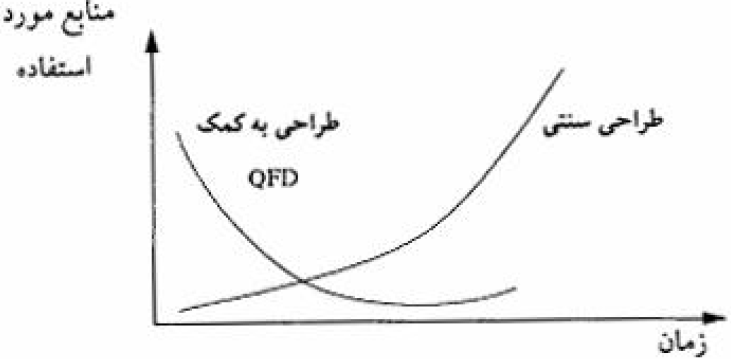 منابع مورد
استفاده
طراحی به کمک
QFD
طراحی سنتی
زمان